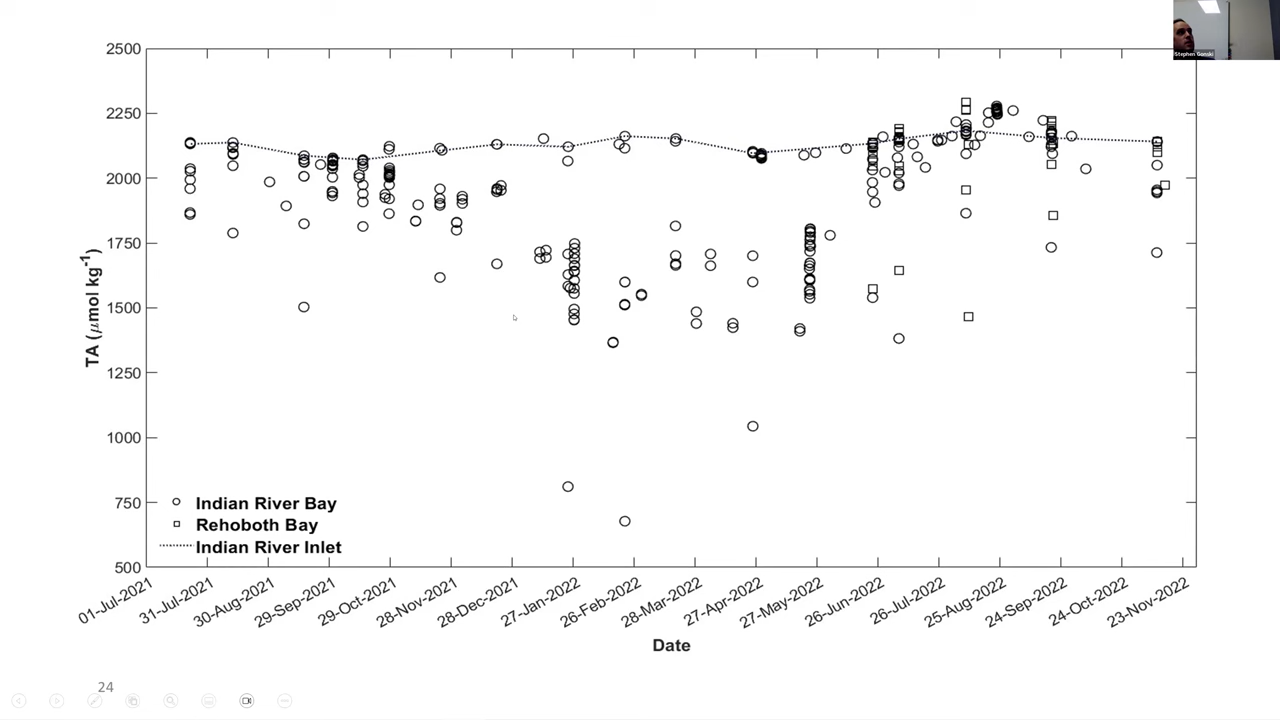 Stephen Gonski
2500
2250
2000
1750
1500
1250
1000
750
500
TA (μmol kg-1)
Indian River Bay
Rehoboth Bay
Indian River Inlet
01-Jul-2021
31-Jul-2021
30-Aug-2021
29-Sep-2021
29-Oct-2021
28-Nov-2021
28-Dec-2021
27-Jan-2022
26-Feb-2022
28-Mar-2022
27-Apr-2022
27-May-2022
26-Jun-2022
26-Jul-2022
25-Aug-2022
24-Sep-2022
24-Oct-2022
23-Nov-2022
Date
24